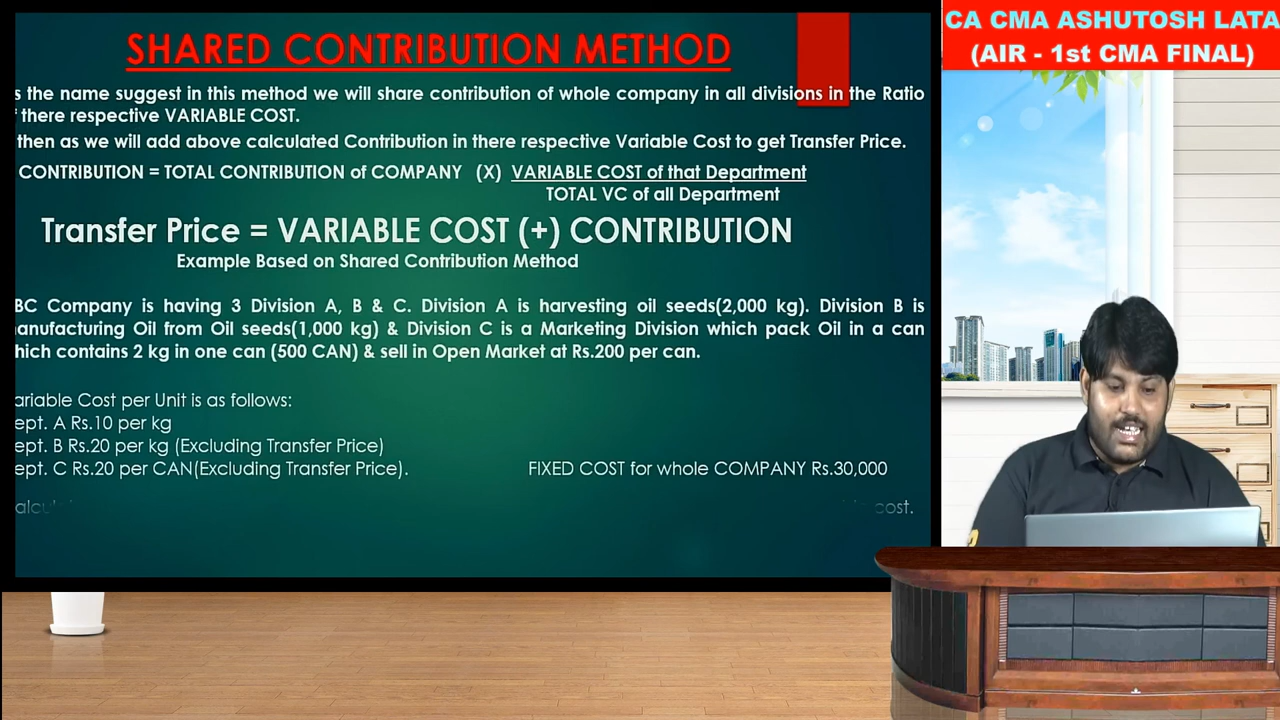 CA CMA ASHUTOSH LATA
(AIR - 1st CMA FINAL)
SHARED CONTRIBUTION METHOD
s the name suggest in this method we will share contribution of whole company in all divisions in the Ratio
there respective VARIABLE COST.
then as we will add above calculated Contribution in there respective Variable Cost to get Transfer Price.
CONTRIBUTION = TOTAL CONTRIBUTION of COMPANY (X) VARIABLE COST of that Department
TOTAL VC of all Department
Transfer Price = VARIABLE COST (+) CONTRIBUTION
Example Based on Shared Contribution Method
BC Company is having 3 Division A, B & C. Division A is harvesting oil seeds(2,000 kg). Division B is
anufacturing Oil from Oil seeds(1,000 kg) & Division C is a Marketing Division which pack Oil in a can
hich contains 2 kg in one can (500 CAN) & sell in Open Market at Rs.200 per can.
ariable Cost per Unit is as follows:
ept. A Rs.10 per kg
ept. B Rs.20 per kg (Excluding Transfer Price)
ept. C Rs.20 per CAN(Excluding Transfer Price). FIXED COST for whole COMPANY Rs.30,000
cost.